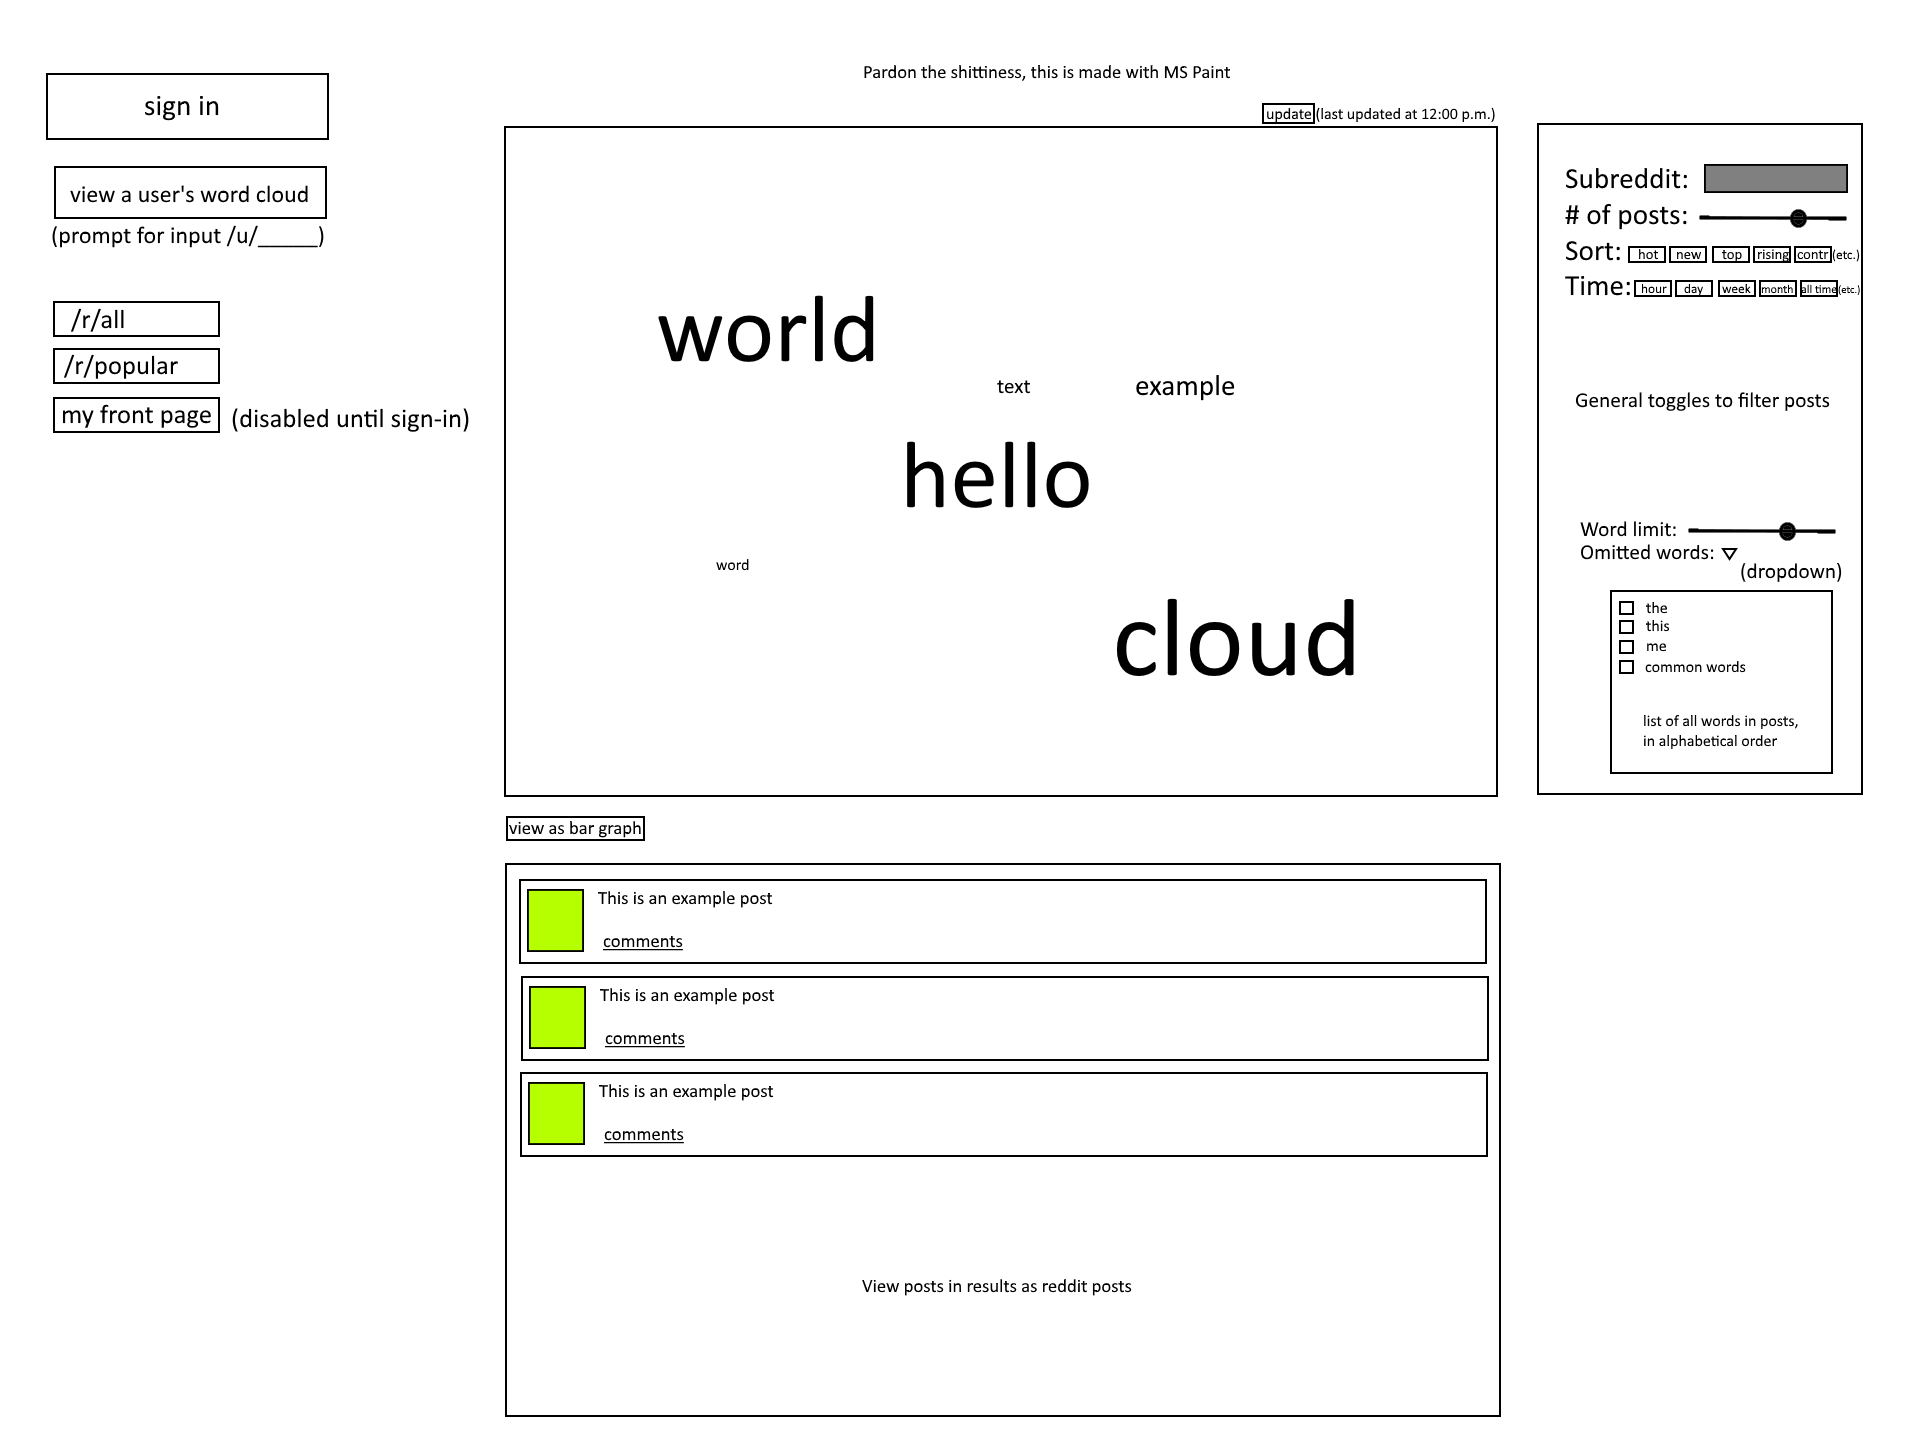 Pardon the shittiness, this is made with MS Paint
sign in
view a user's word cloud
(prompt for input /u/_____)
/r/all
/r/popular
my front page (disabled until sign-in)
update (last updated at 12:00 p.m.)
world
text example
hello
word
cloud
view as bar graph
Subreddit:
# of posts:
Sort: hot new top rising contr (etc.)
Time: hour day week month all time (etc.)
General toggles to filter posts
Word limit:
Omitted words:
(dropdown)
the
this
me
common words
list of all words in posts,
in alphabetical order
This is an example post
comments
This is an example post
comments
This is an example post
comments
View posts in results as reddit posts